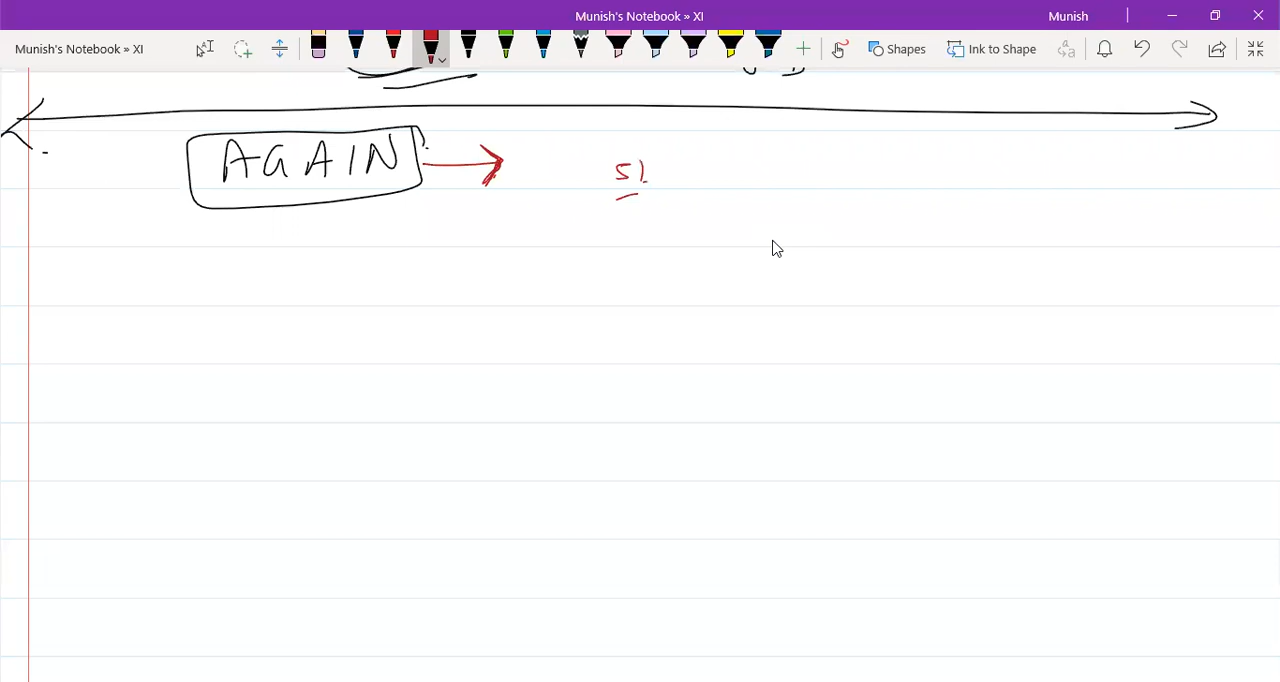 Munish's Notebook » XI
Munish
Munish's Notebook » XI
Shapes
Ink to Shape
AGAIN
5!